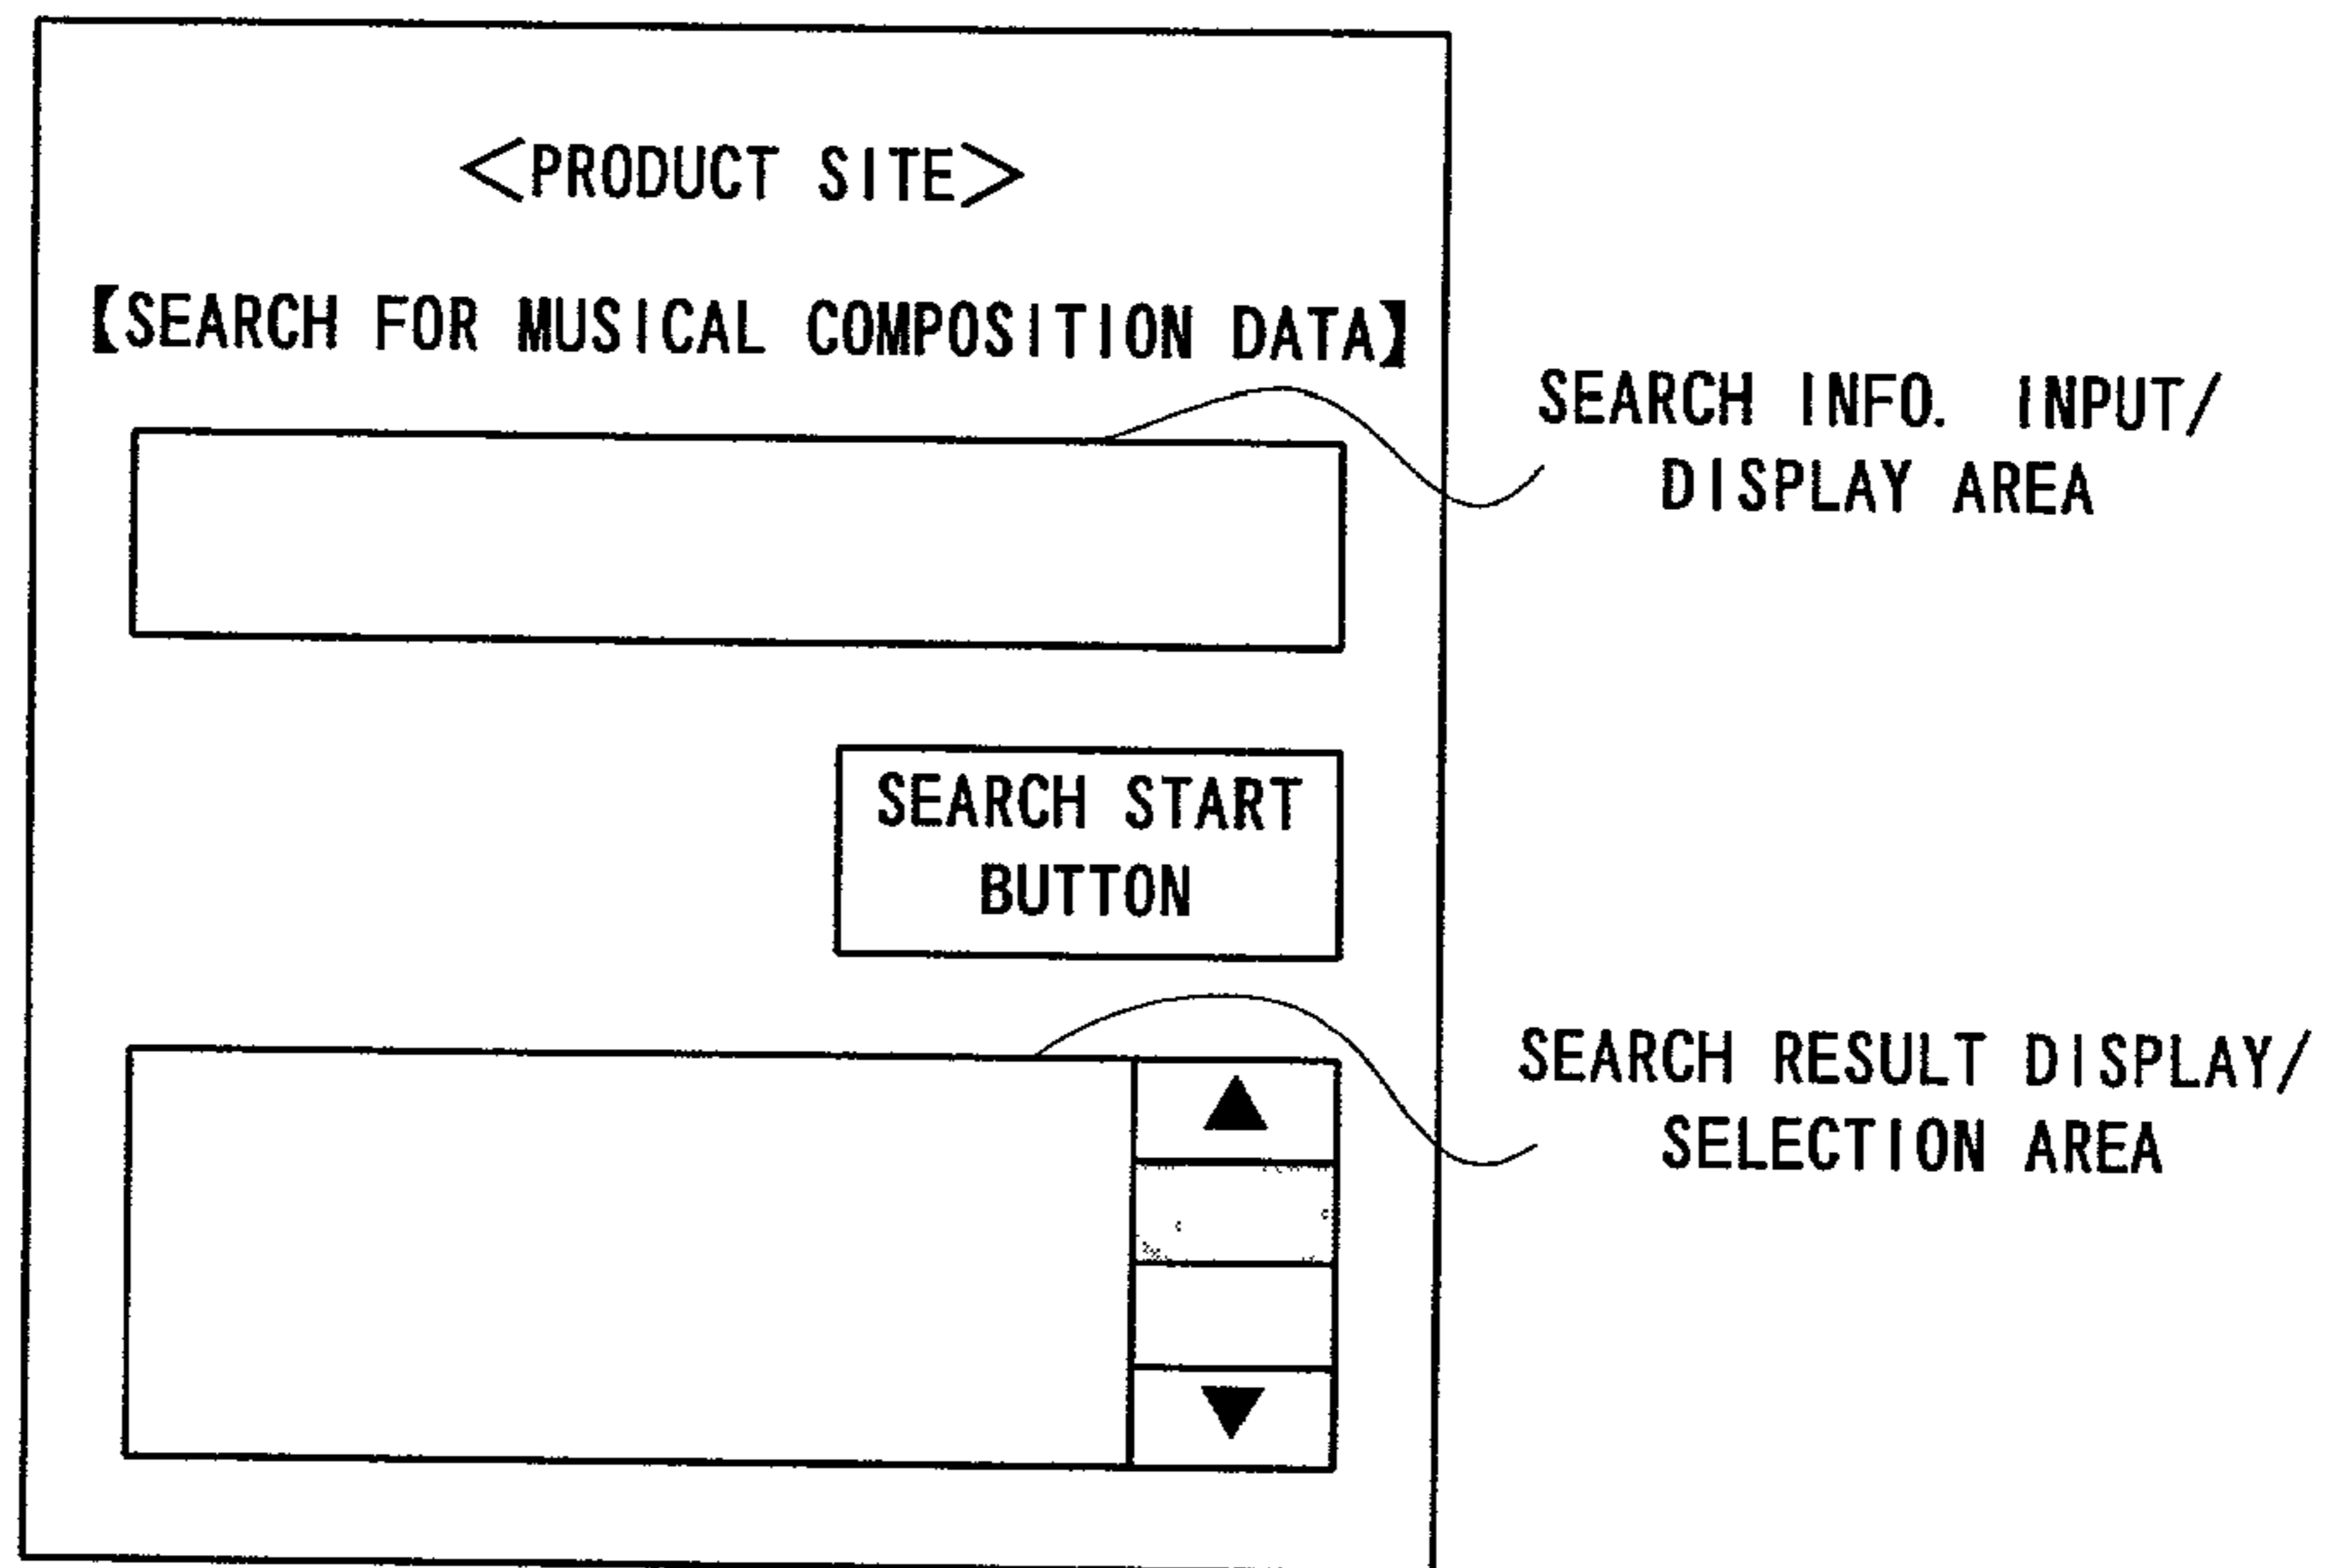 <PRODUCT SITE>
【SEARCH FOR MUSICAL COMPOSITION DATA】
SEARCH INFO. INPUT/
DISPLAY AREA
SEARCH START
BUTTON
SEARCH RESULT DISPLAY/
SELECTION AREA